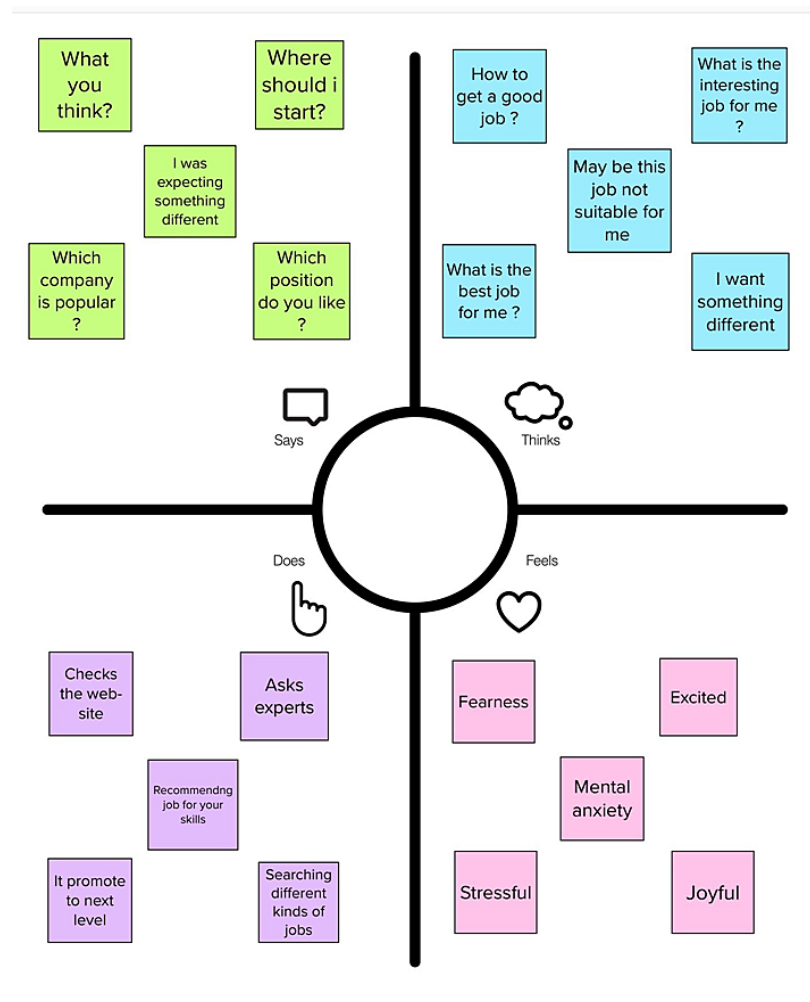 What
you
think?
Where
should i
start?
I was
expecting
something
different
Which
company
is popular
?
Which
position
do you like
?
How to
get a good
job ?
What is the
interesting
job for me
?
May be this
job not
suitable for
me
What is the
best job
for me ?
I want
something
different
Says
Thinks
Does
Feels
Checks
the web-
site
Asks
experts
Recommendng
job for your
skills
It promote
to next
level
Searching
different
kinds of
jobs
Fearness
Excited
Mental
anxiety
Stressful
Joyful